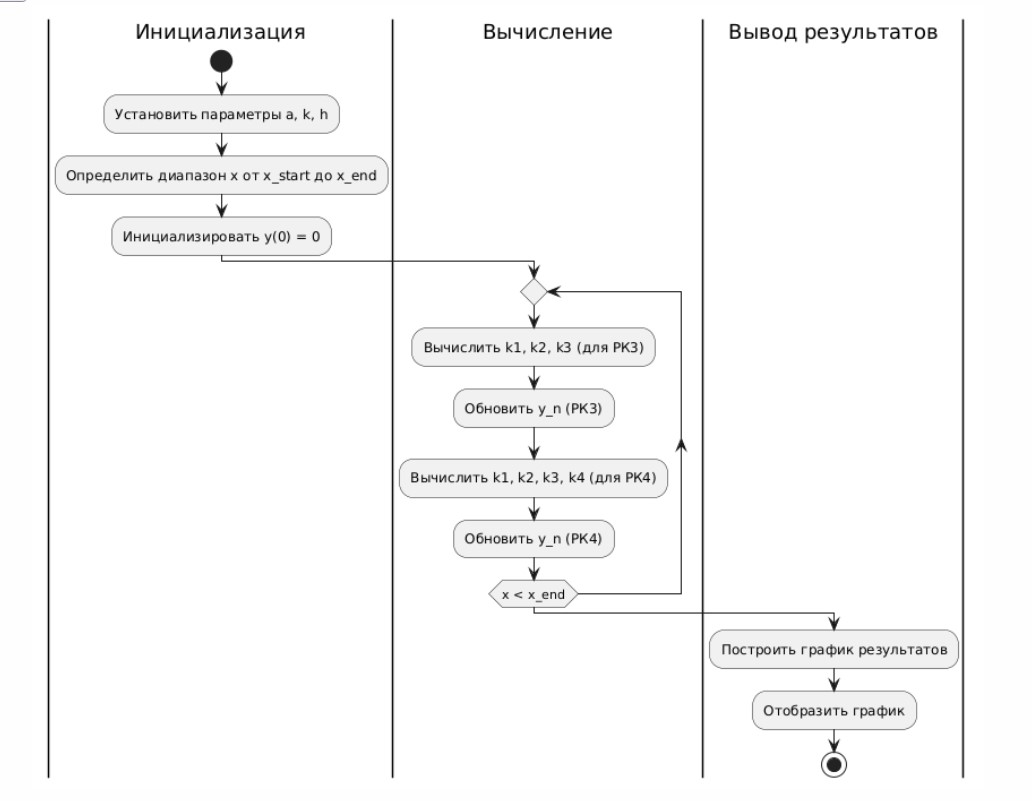 Инициализация
Вычисление
Вывод результатов
Установить параметры a, k, h
Определить диапазон x от x_start до x_end
Инициализировать y(0) = 0
Вычислить k1, k2, k3 (для РК3)
Обновить y_n (РК3)
Вычислить k1, k2, k3, k4 (для РК4)
Обновить y_n (РК4)
x < x_end
Построить график результатов
Отобразить график